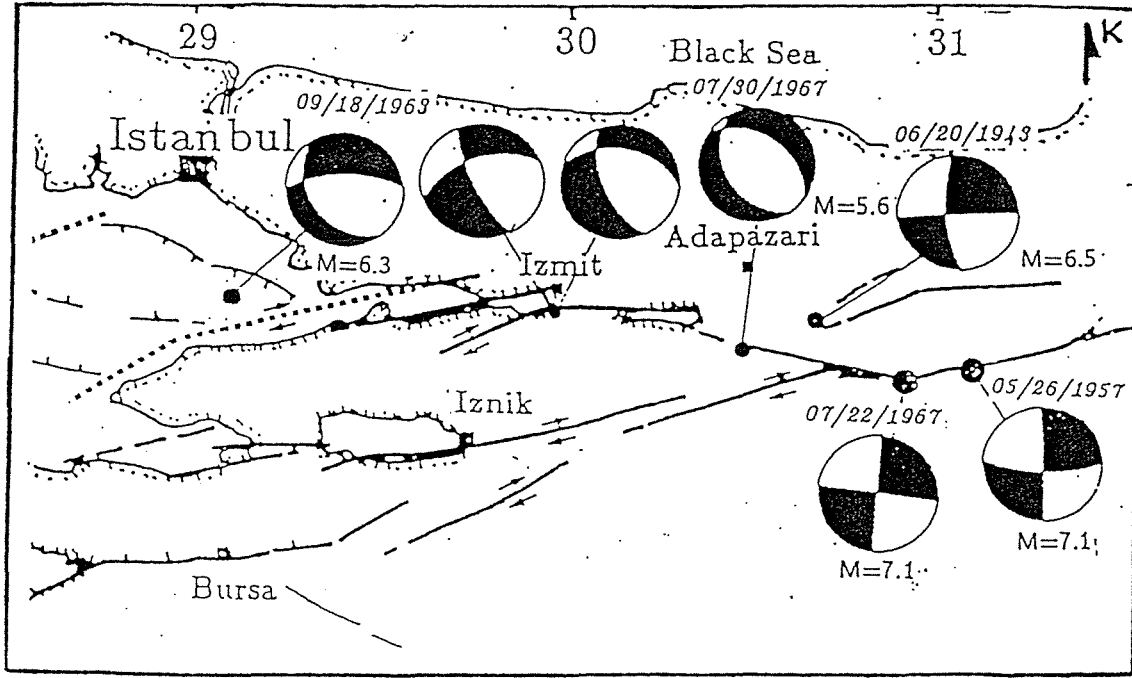 29
30
31
K
Black Sea
09/18/1963
07/30/1967
06/20/1943
Istanbul
M=5.6
Adapazari
M=6.3
Izmit
M=6.5
Iznik
07/22/1967
05/26/1957
M=7.1
M=7.1
Bursa